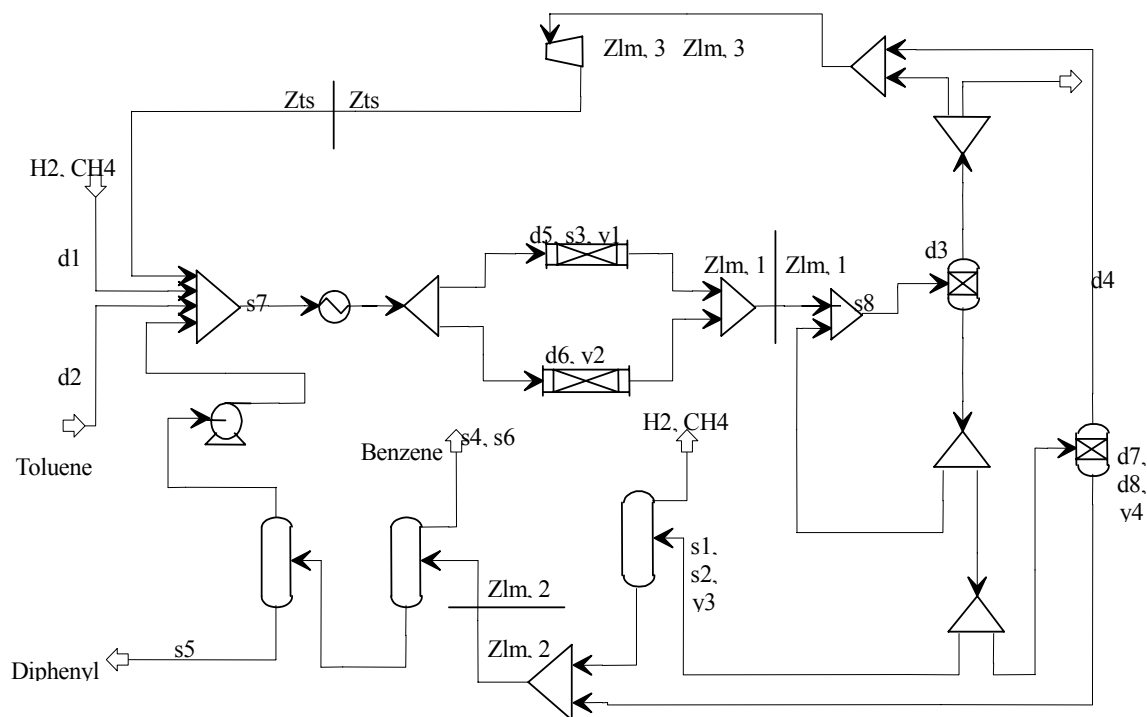 Zlm, 3 Zlm, 3
Zts Zts
H2, CH4
d1
d5, s3, y1
d3
Zlm, 1 Zlm, 1
d4
s7
s8
d6, y2
d2
Toluene
H2, CH4
Benzene
s4, s6
d7,
d8,
y4
s1,
s2,
y3
Zlm, 2
Zlm, 2
s5
Diphenyl